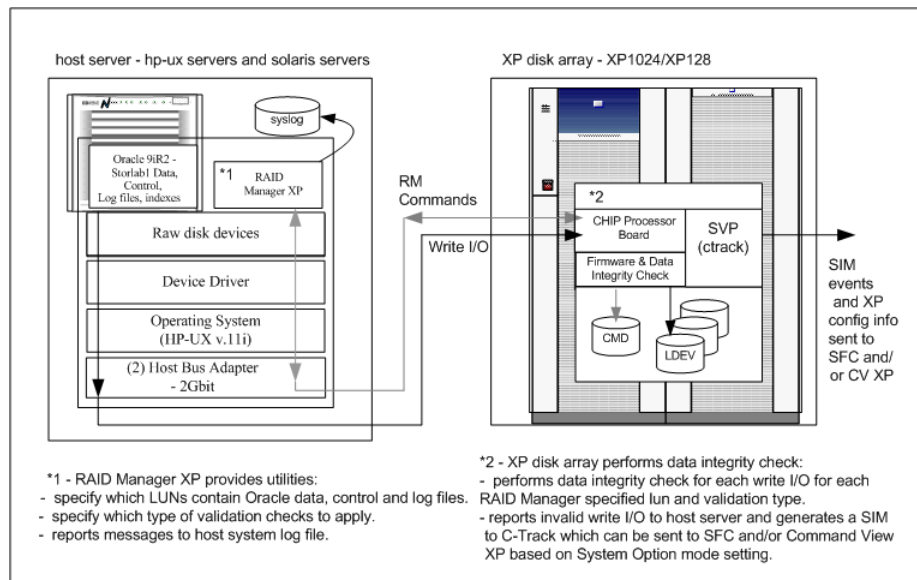 host server - hp-ux servers and solaris servers
XP disk array - XP1024/XP128
syslog
Oracle 9iR2 -
Storlab1 Data,
Control,
Log files, indexes
*1
RAID
Manager XP
Raw disk devices
Device Driver
Operating System
(HP-UX v.11i)
(2) Host Bus Adapter
- 2Gbit
RM
Commands
Write I/O
*2
CHIP Processor
Board
Firmware & Data
Integrity Check
SVP
(ctrack)
CMD
LDEV
SIM
events
and XP
config info
sent to
SFC and/
or CV XP
*1 - RAID Manager XP provides utilities:
- specify which LUNs contain Oracle data, control and log files.
- specify which type of validation checks to apply.
- reports messages to host system log file.
*2 - XP disk array performs data integrity check:
- performs data integrity check for each write I/O for each
RAID Manager specified lun and validation type.
- reports invalid write I/O to host server and generates a SIM
to C-Track which can be sent to SFC and/or Command View
XP based on System Option mode setting.